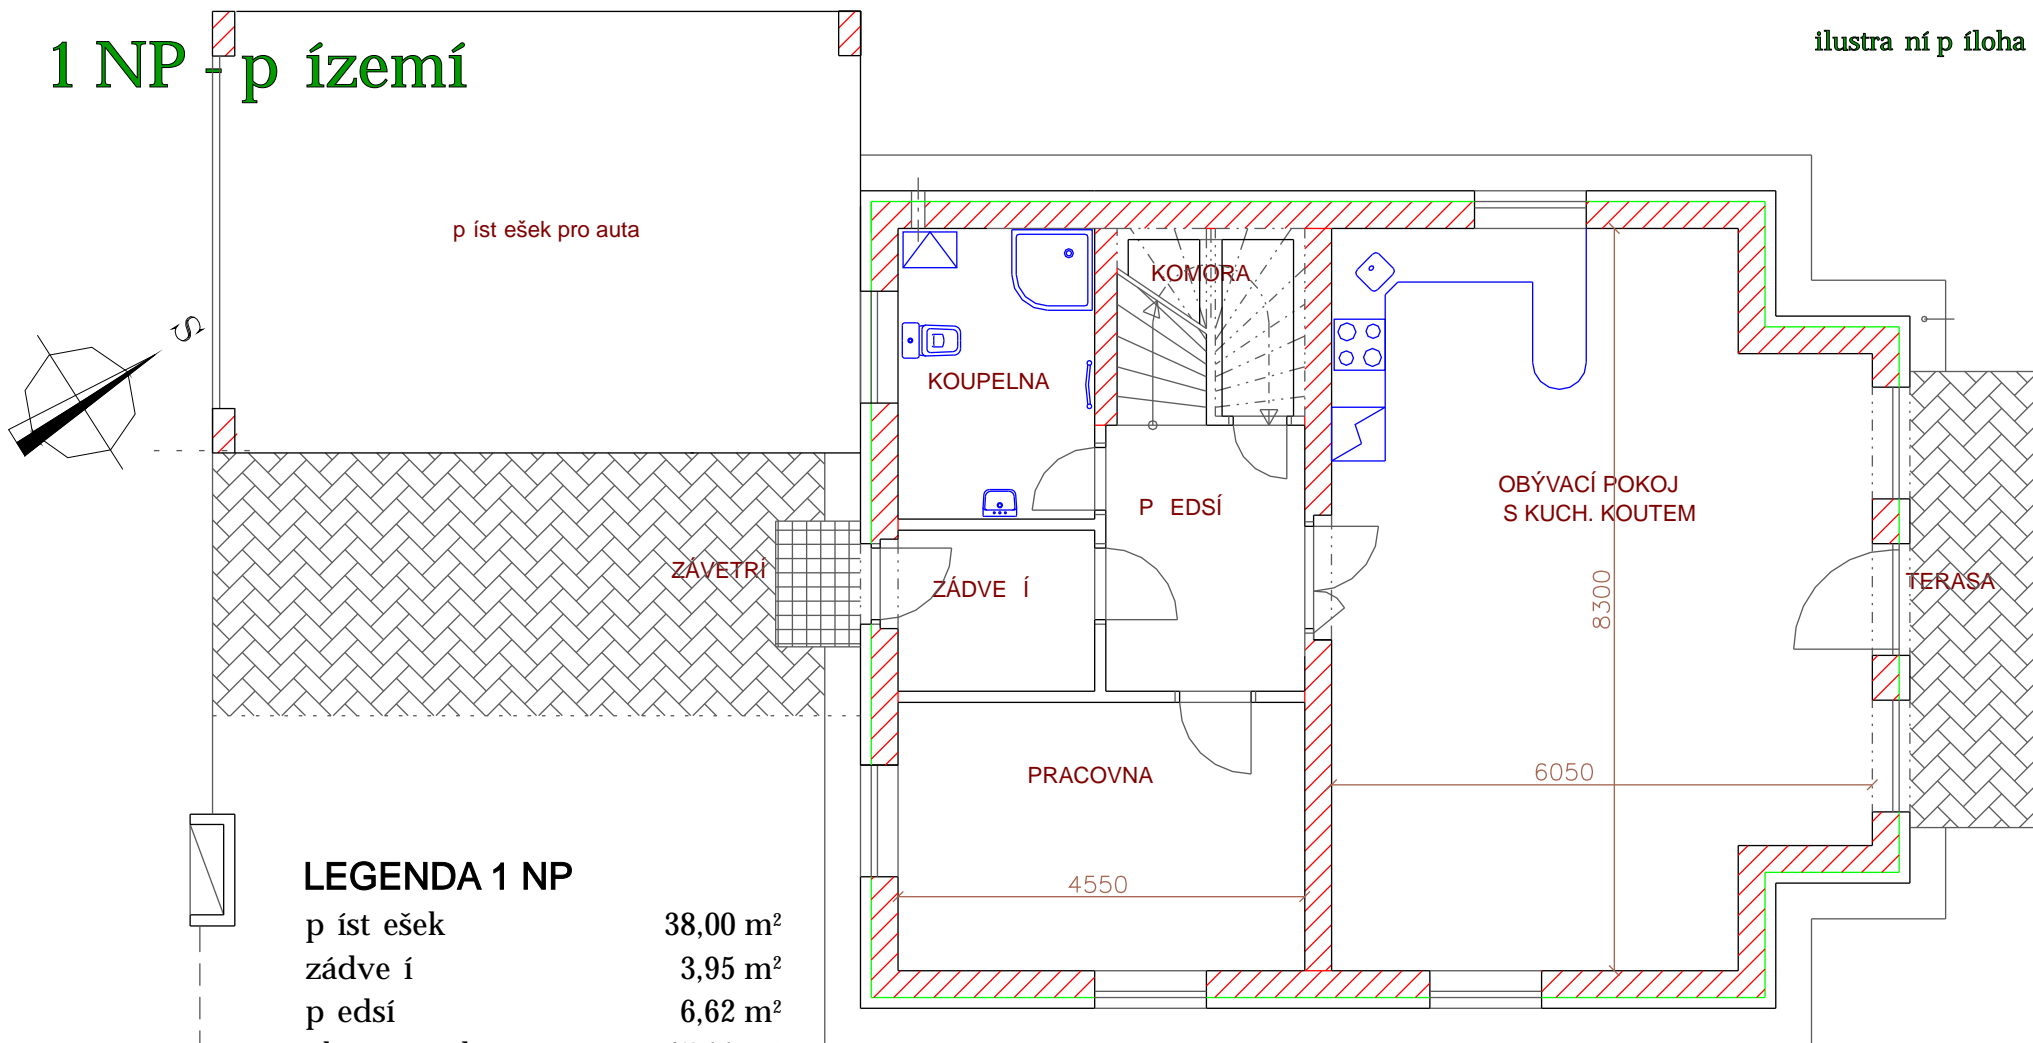 1 NP - p ízemí
ilustra ní p íloha
p íst ešek pro auta
S
KOMORA
KOUPELNA
OBÝVACÍ POKOJ
S KUCH. KOUTEM
P EDSÍ
ZÁVETRÍ
ZÁDVE Í
TERASA
8300
6050
PRACOVNA
4550
LEGENDA 1 NP
p íst ešek 38,00 m²
zádve í 3,95 m²
p edsí 6,62 m²